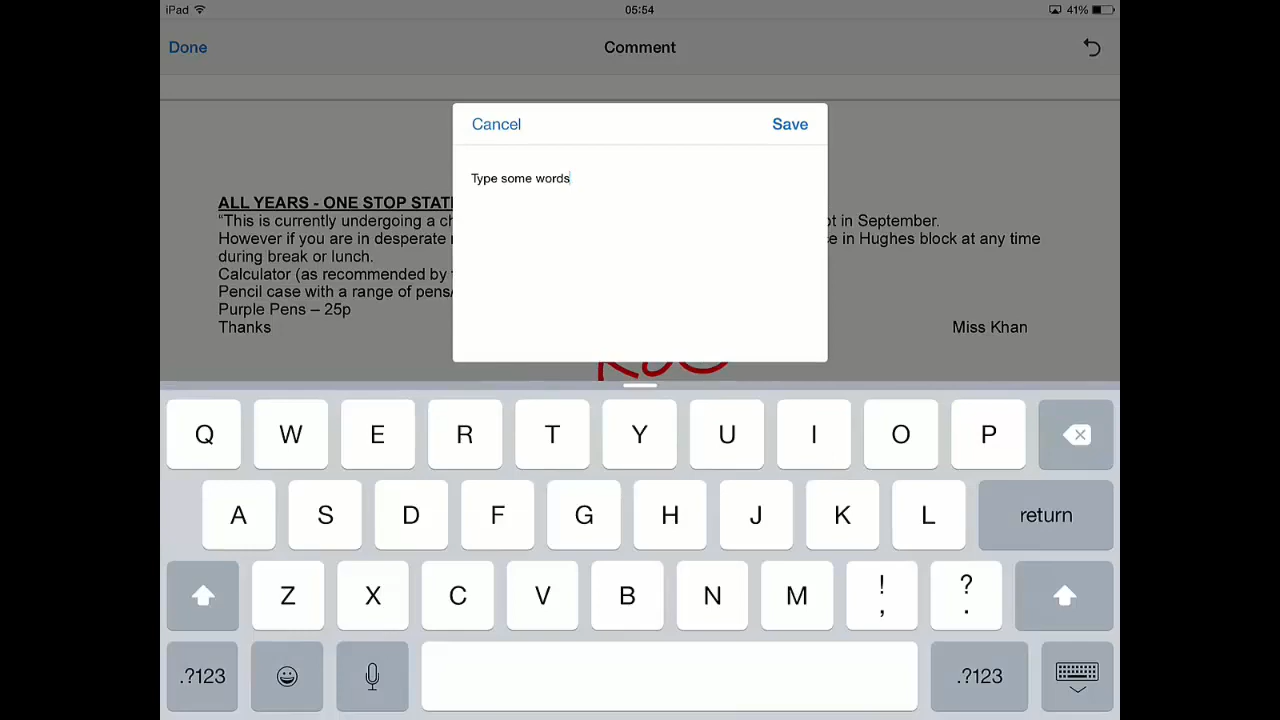 iPad 05:54 41%
Done Comment
Cancel Save
Type some words
ALL YEARS - ONE STOP
“This is currently undergoing a in September.
However if you are in desperate in Hughes block at any time
during break or lunch.
Calculator (as recommended by
Pencil case with a range of pens
Purple Pens – 25p
Thanks Miss Khan
Q W E R T Y U I O P
A S D F G H J K L return
Z X C V B N M ! , ? .
.?123 .?123